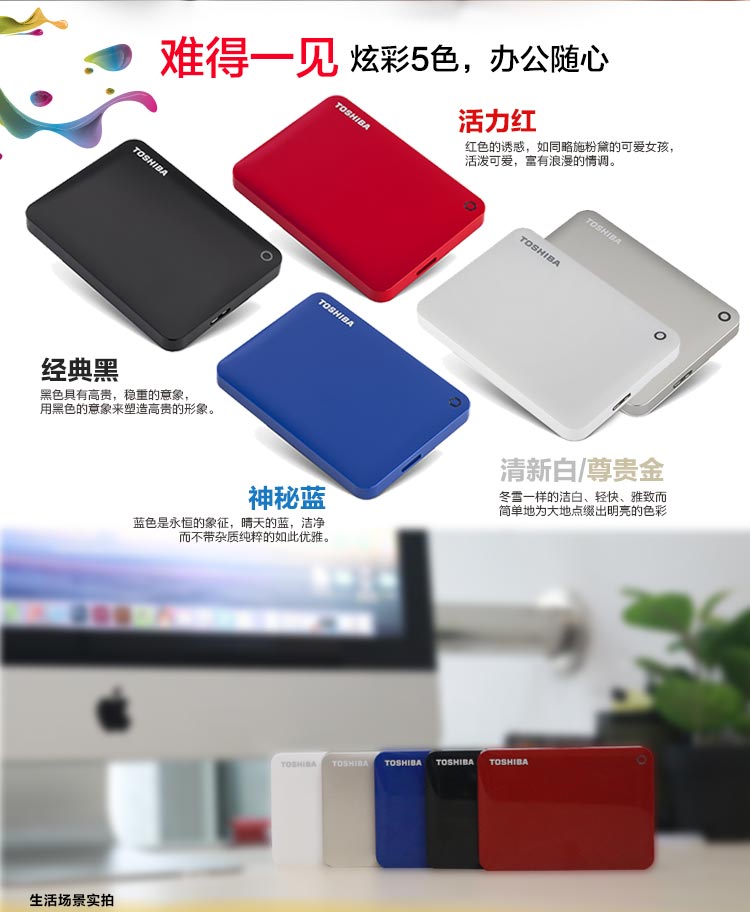 难得一见 炫彩5色，办公随心
TOSHIBA
活力红
红色的诱惑，如同略施粉黛的可爱女孩，
活泼可爱，富有浪漫的情调。
TOSHIBA
TOSHIBA
TOSHIBA
TOSHIBA
经典黑
黑色具有高贵，稳重的意象，
用黑色的意象来塑造高贵的形象。
清新白/尊贵金
冬雪一样的洁白、轻快、雅致而
简单地为大地点缀出明亮的色彩
神秘蓝
蓝色是永恒的象征，晴天的蓝，洁净
而不带杂质纯粹的如此优雅。
TOSHIBA TOSHIBA TOSHIBA TOSHIBA TOSHIBA
生活场景实拍